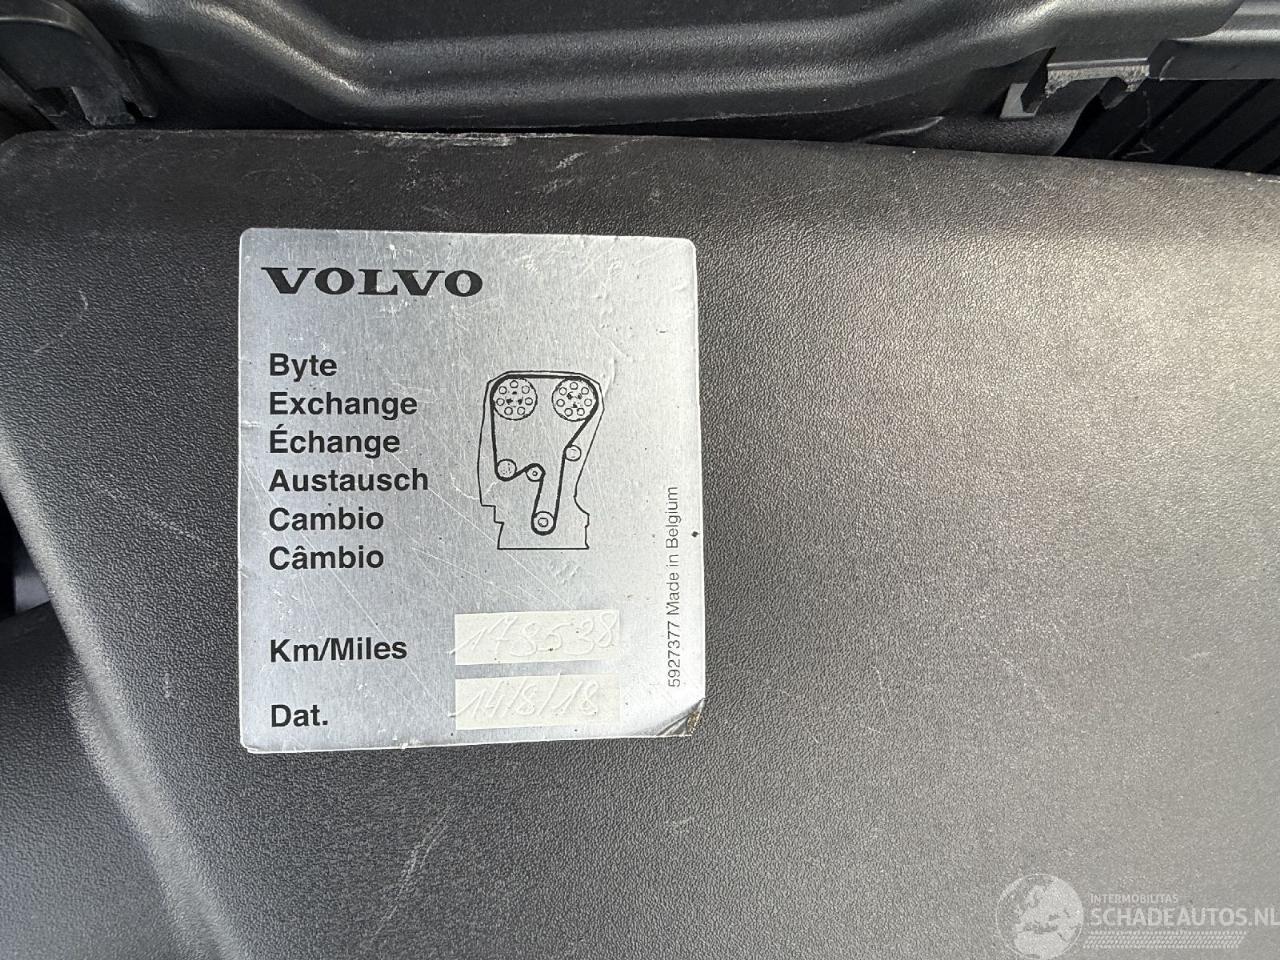 VOLVO
Byte
Exchange
Échange
Austausch
Cambio
Câmbio
Km/Miles 178538
Dat. 14/8/18
5927377 Made in Belgium
INTERMOBILITAS
SCHADEAUTOS.NL